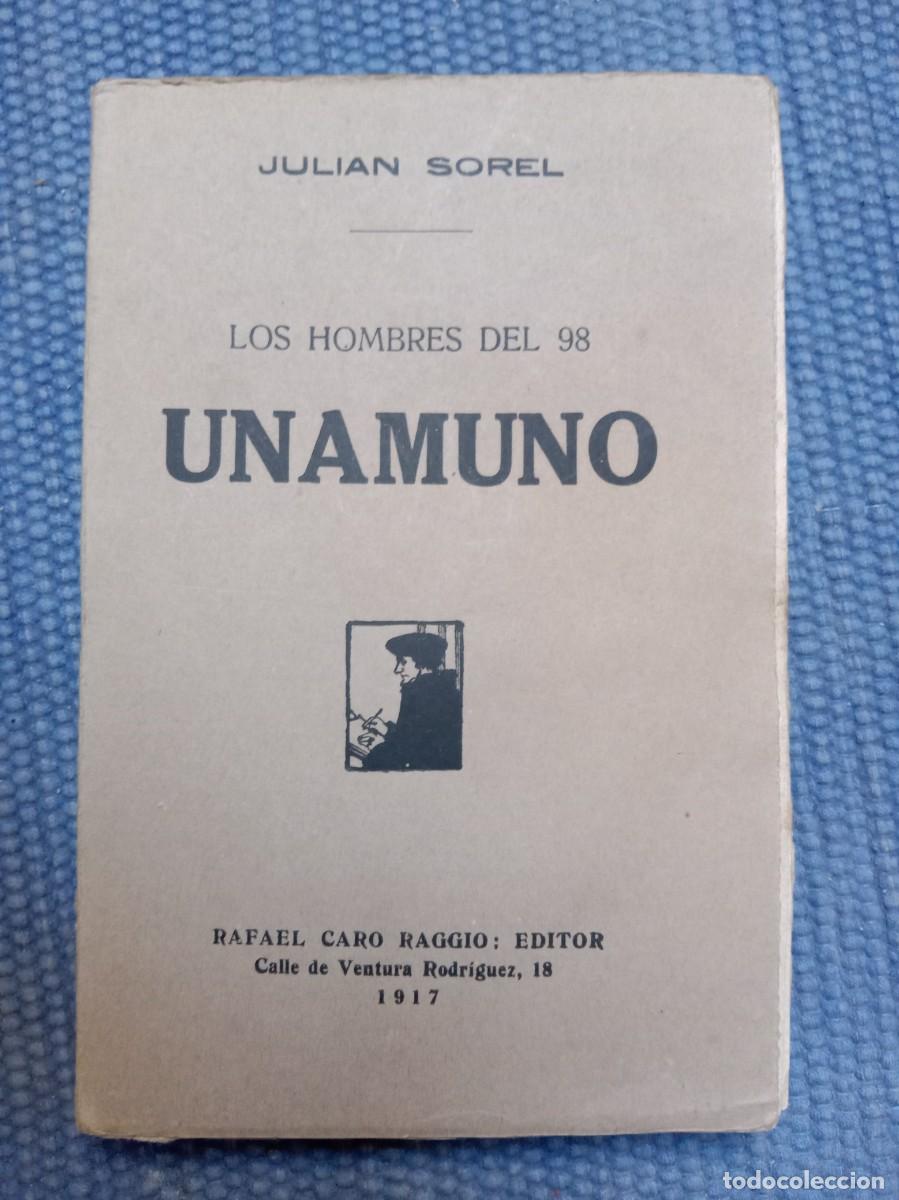 JULIAN SOREL
LOS HOMBRES DEL 98
UNAMUNO
RAFAEL CARO RAGGIO: EDITOR
Calle de Ventura Rodríguez, 18
1917
todocoleccion